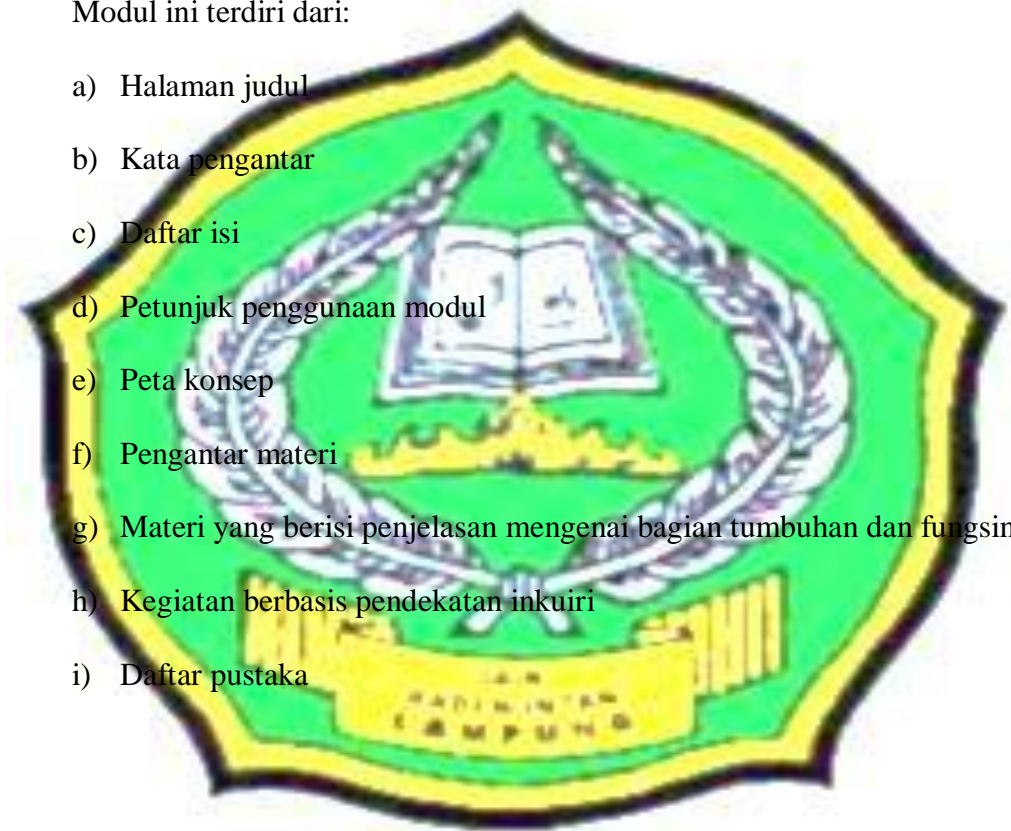 Modul ini terdiri dari:
a) Halaman judul
b) Kata pengantar
c) Daftar isi
d) Petunjuk penggunaan modul
e) Peta konsep
f) Pengantar materi
g) Materi yang berisi penjelasan mengenai bagian tumbuhan dan fungsin
h) Kegiatan berbasis pendekatan inkuiri
i) Daftar pustaka
LAMPUNG